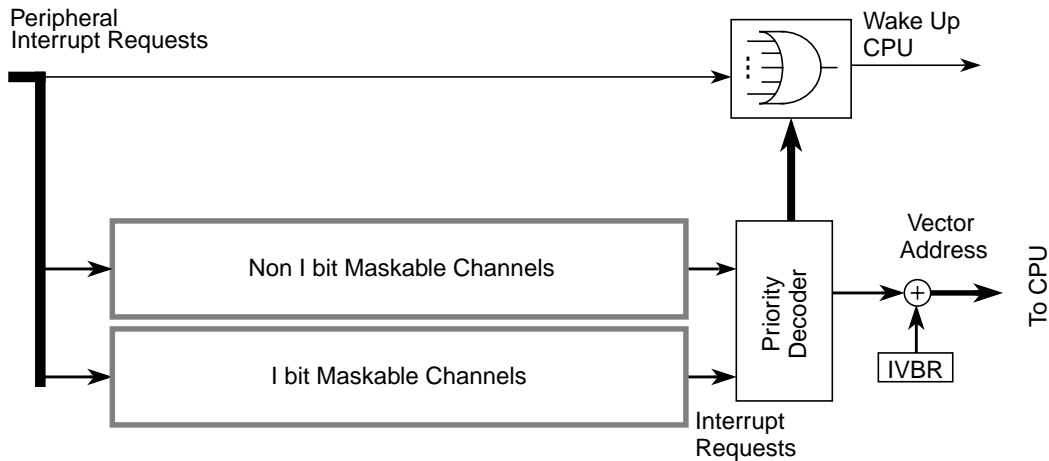 Peripheral
Interrupt Requests
Wake Up
CPU
Non I bit Maskable Channels
I bit Maskable Channels
Priority
Decoder
Interrupt
Requests
Vector
Address
+
IVBR
To CPU